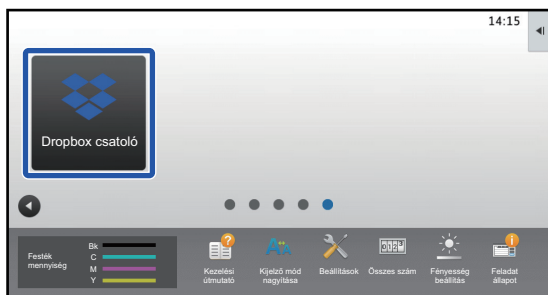 14:15
Dropbox csatoló
Festék
mennyiség
Bk
C
M
Y
Kezelési
útmutató
Kijelző mód
nagyítása
Beállítások
Összes szám
Fényesség
beállítás
Feladat
állapot